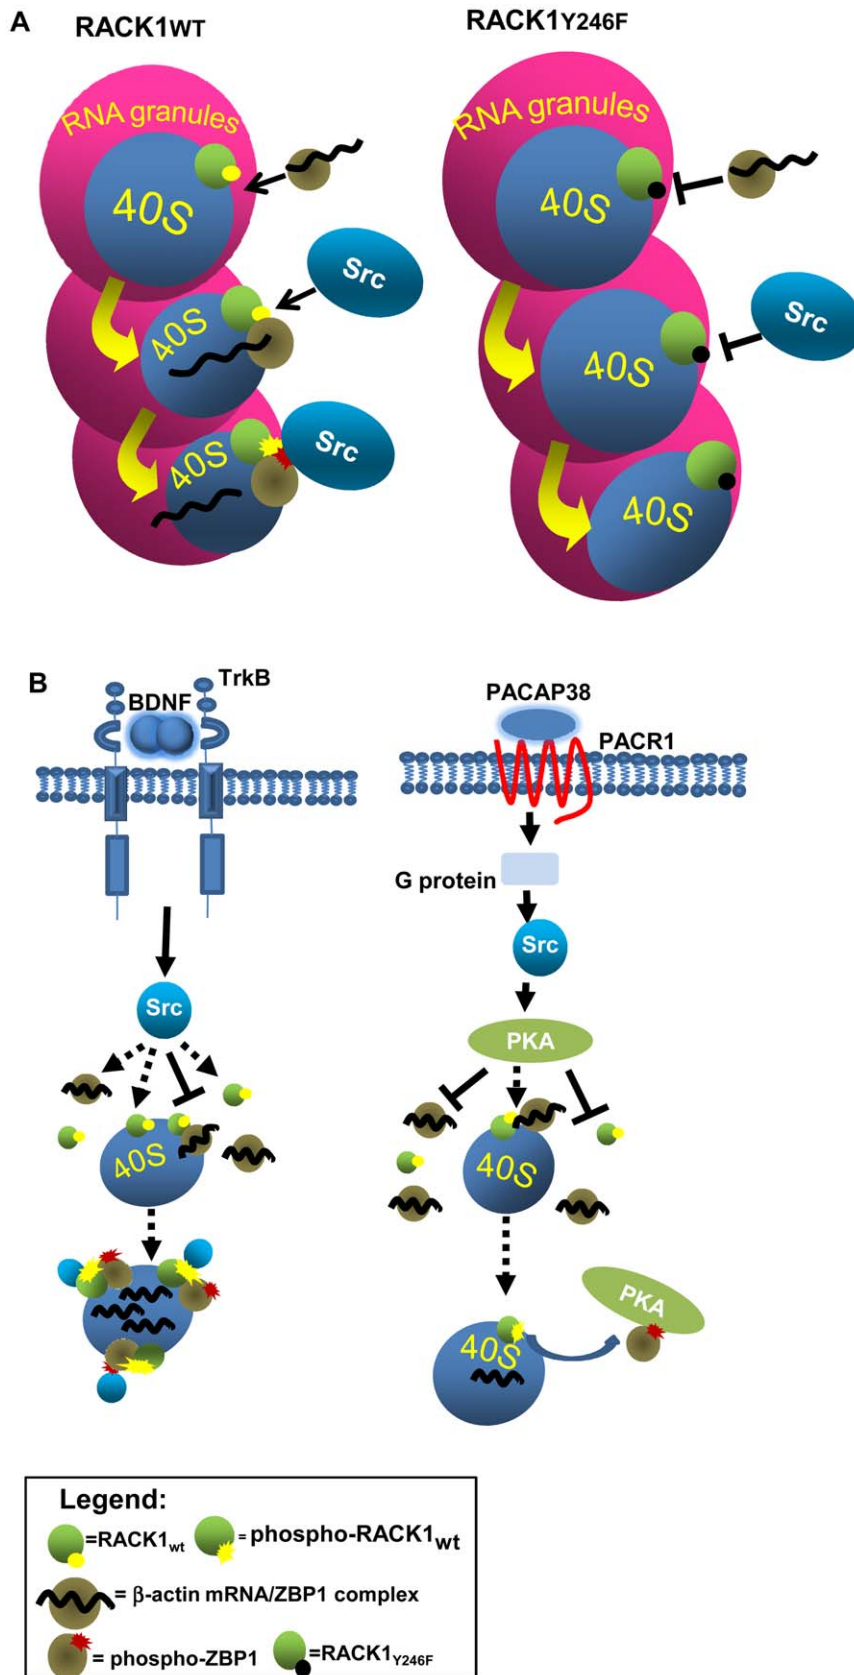 A
RACK1WT
RACK1Y246F
RNA granules
RNA granules
40S
40S
Src
Src
40S
40S
40S
Src
40S
B
TrkB
BDNF
PACAP38
PACR1
G protein
Src
Src
PKA
40S
40S
PKA
40S
Legend:
=RACK1wt
= phospho-RACK1wt
= β-actin mRNA/ZBP1 complex
= phospho-ZBP1
=RACK1Y246F